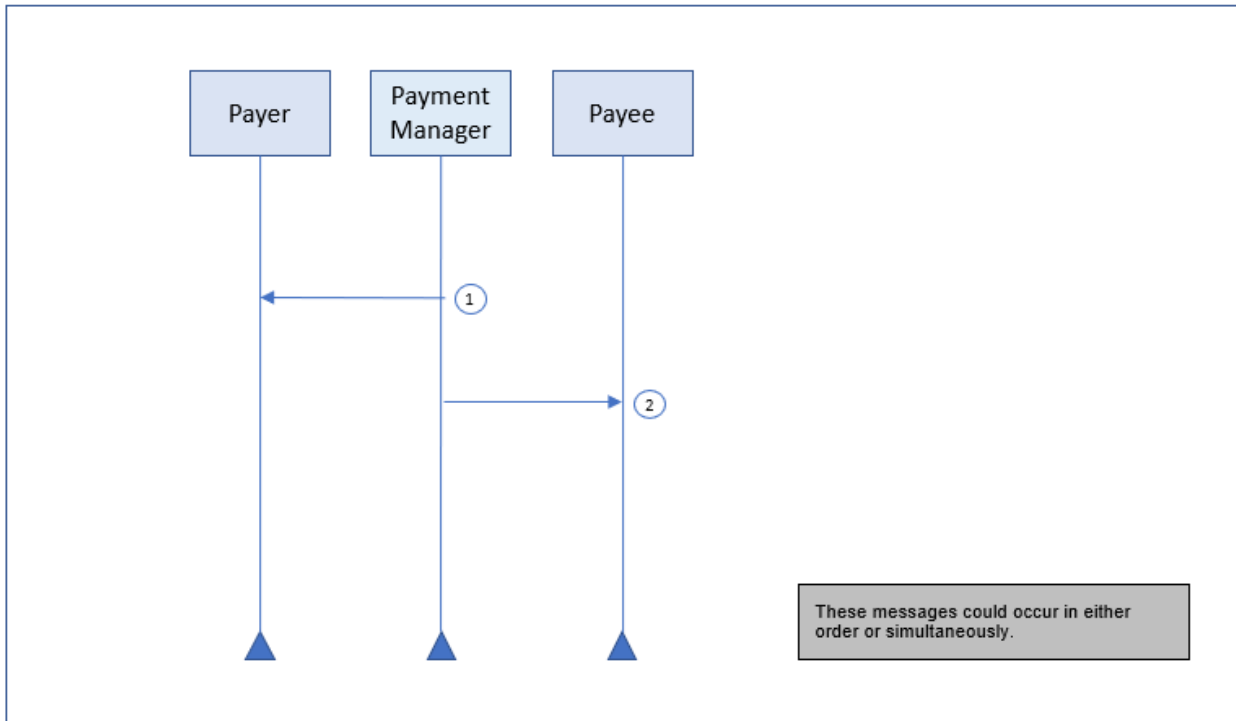 Payer
Payment
Manager
Payee
1
2
These messages could occur in either
order or simultaneously.